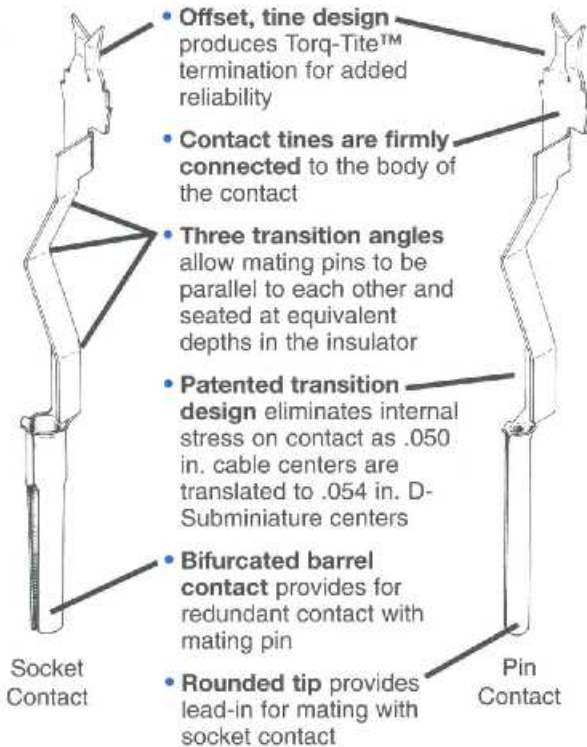 • Offset, tine design
produces Torq-Tite™
termination for added
reliability
• Contact tines are firmly
connected to the body of
the contact
• Three transition angles
allow mating pins to be
parallel to each other and
seated at equivalent
depths in the insulator
• Patented transition
design eliminates internal
stress on contact as .050
in. cable centers are
translated to .054 in. D-
Subminiature centers
• Bifurcated barrel
contact provides for
redundant contact with
mating pin
• Rounded tip provides
lead-in for mating with
socket contact
Socket
Contact
Pin
Contact